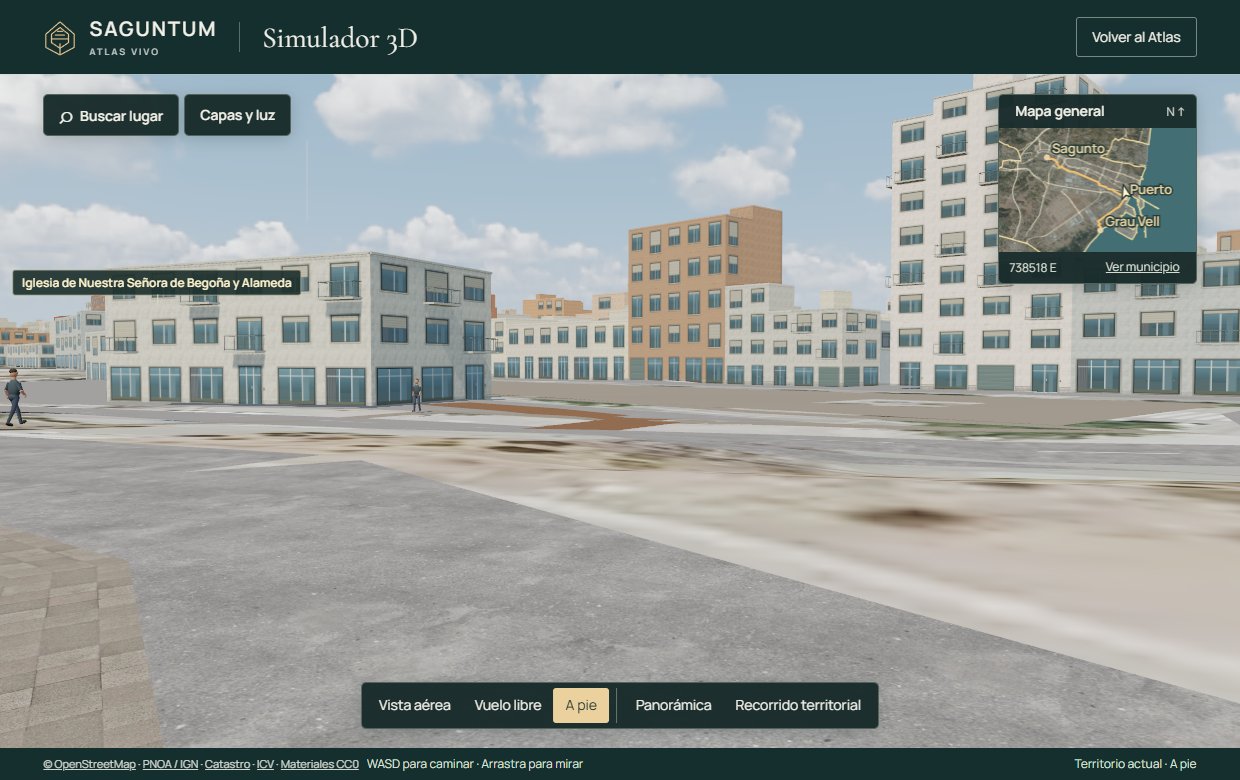 SAGUNTUM
ATLAS VIVO
Simulador 3D
Volver al Atlas
Buscar lugar
Capas y luz
Mapa general
N ↑
Sagunto
Puerto
Grau Vell
738518 E
Ver municipio
Iglesia de Nuestra Señora de Begoña y Alameda
Vista aérea
Vuelo libre
A pie
Panorámica
Recorrido territorial
© OpenStreetMap · PNOA / IGN · Catastro · ICV · Materiales CC0
WASD para caminar · Arrastra para mirar
Territorio actual · A pie